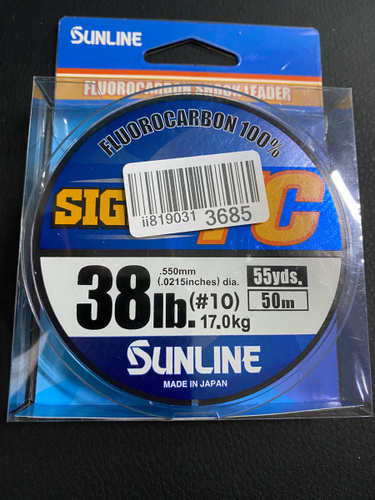 SUNLINE
FLUOROCARBON SHOCK LEADER
FLUOROCARBON 100%
SIG FC
ii819031 3685
.550mm
(.0215inches) dia.
55yds.
50m
38lb. (#10) 17.0kg
SUNLINE
MADE IN JAPAN